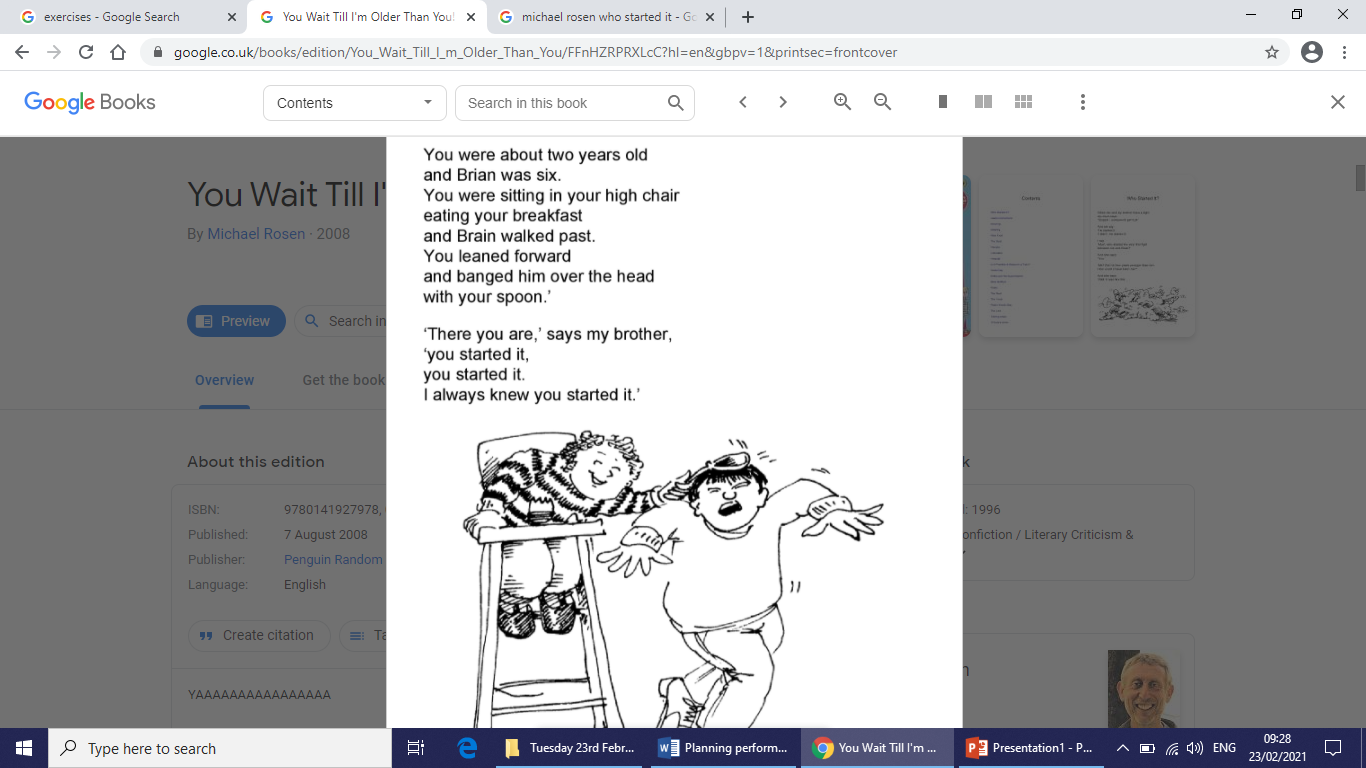 exercises - Google Search
You Wait Till I'm Older Than You!
michael rosen who started it - Go
google.co.uk/books/edition/You_Wait_Till_I_m_Older_Than_You/FFnHZRPRXLcC?hl=en&gbpv=1&printsec=frontcover
Google Books
Contents
Search in this book
You Wait Till I'
By Michael Rosen · 2008
Preview
Search in
Overview
Get the book
About this edition
ISBN: 9780141927978,
Published: 7 August 2008
Publisher: Penguin Random
Language: English
Create citation
Ta
YAAAAAAAAAAAAAAAA
You were about two years old
and Brian was six.
You were sitting in your high chair
eating your breakfast
and Brain walked past.
You leaned forward
and banged him over the head
with your spoon.’
‘There you are,’ says my brother,
‘you started it,
you started it.
I always knew you started it.’
Contents
Who Started It?
k
: 1996
onfiction / Literary Criticism &
n
Type here to search
Tuesday 23rd Febr...
Planning perform...
You Wait Till I'm ...
Presentation1 - P...
ENG
09:28
23/02/2021